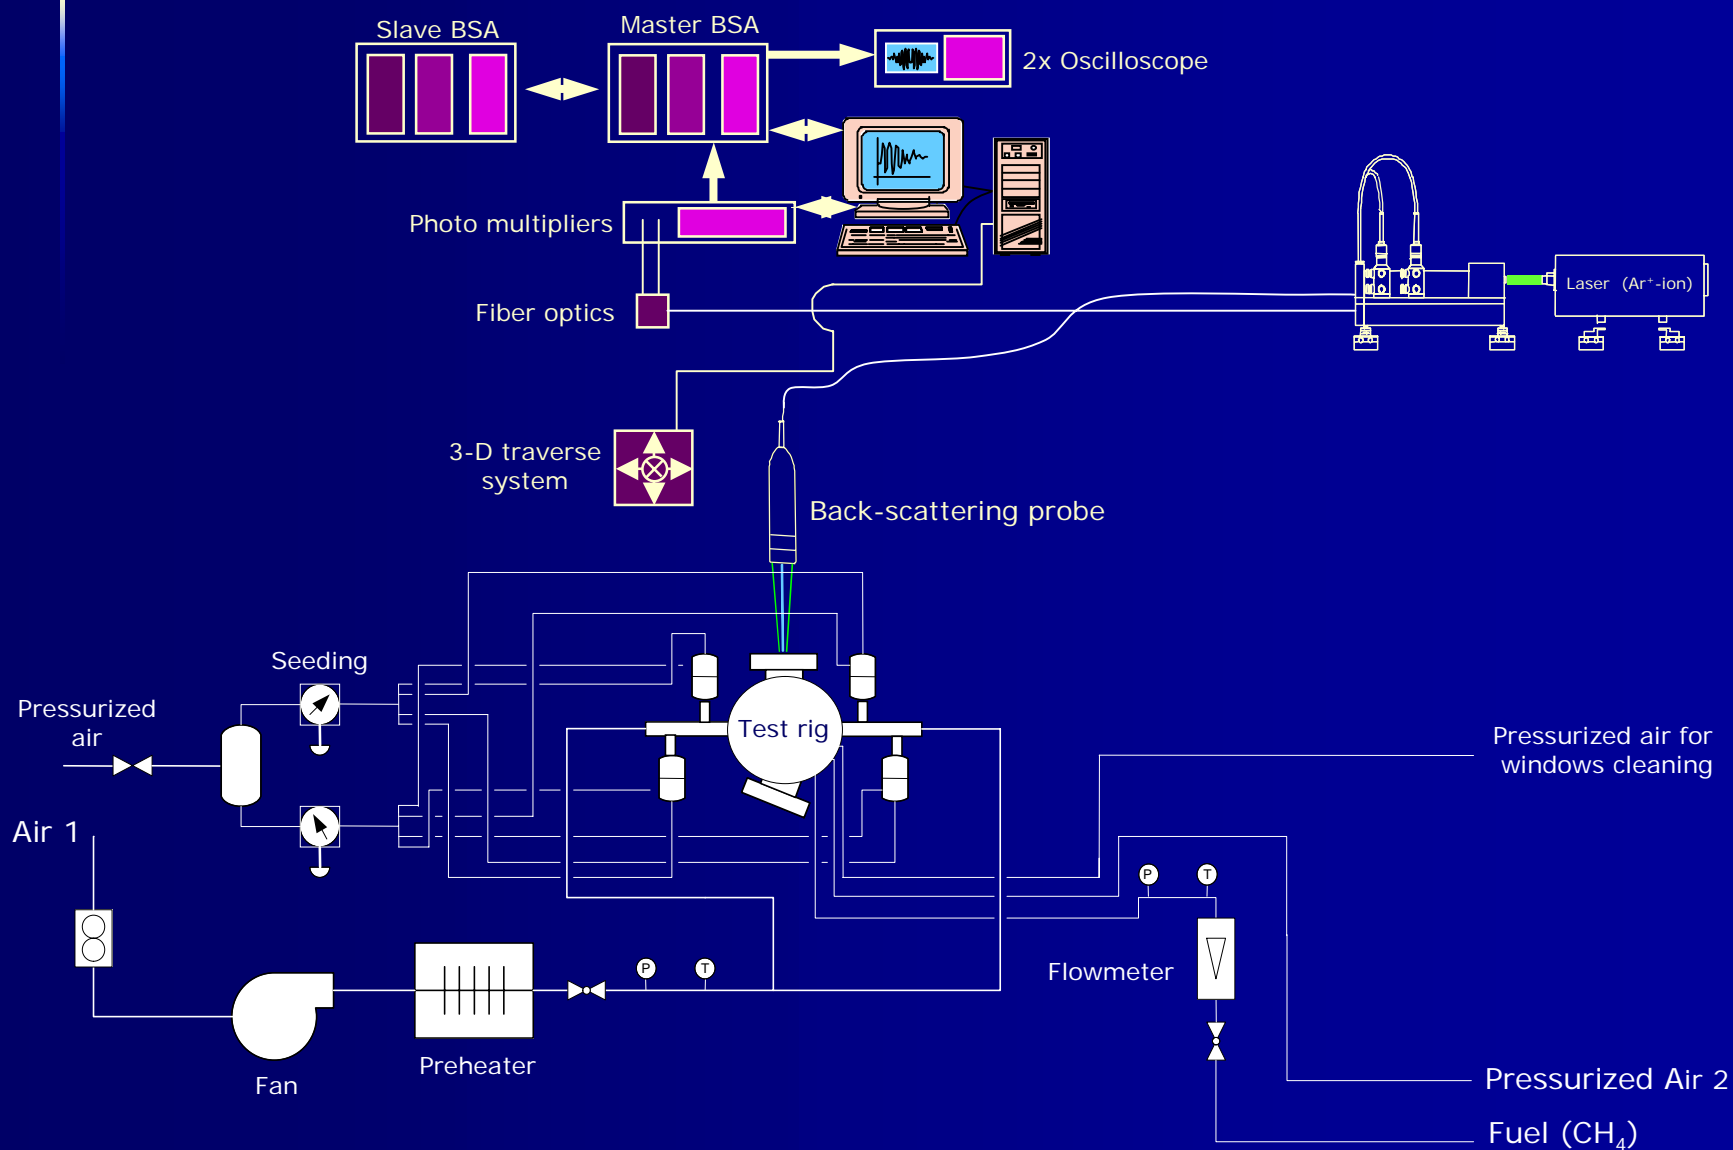 Slave BSA
Master BSA
2x Oscilloscope
Photo multipliers
Fiber optics
Laser (Ar⁺-ion)
3-D traverse
system
Back-scattering probe
Seeding
Pressurized
air
Test rig
Pressurized air for
windows cleaning
Air 1
P
T
P
T
Flowmeter
Preheater
Fan
Pressurized Air 2
Fuel (CH₄)